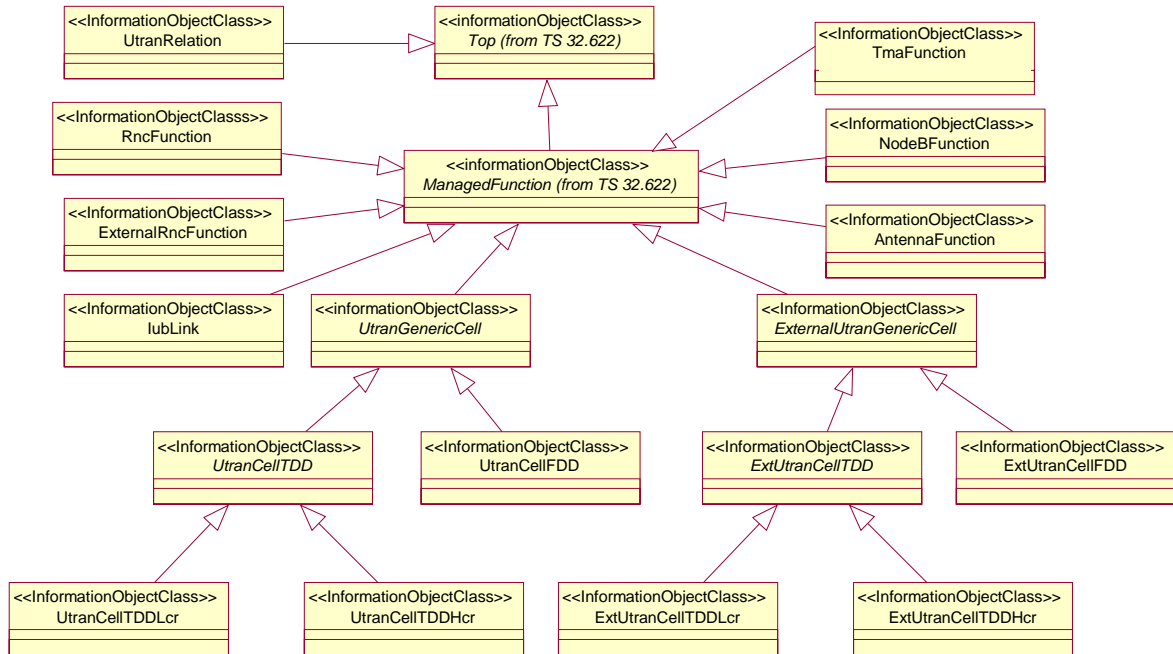 <<InformationObjectClass>>
UtranRelation
<<informationObjectClass>>
Top (from TS 32.622)
<<InformationObjectClass>>
TmaFunction
<<InformationObjectClasss>>
RncFunction
<<InformationObjectClass>>
NodeBFunction
<<informationObjectClass>>
ManagedFunction (from TS 32.622)
<<InformationObjectClass>>
ExternalRncFunction
<<InformationObjectClass>>
AntennaFunction
<<InformationObjectClass>>
IubLink
<<informationObjectClass>>
UtranGenericCell
<<InformationObjectClass>>
ExternalUtranGenericCell
<<InformationObjectClass>>
UtranCellTDD
<<InformationObjectClass>>
UtranCellFDD
<<InformationObjectClass>>
ExtUtranCellTDD
<<InformationObjectClass>>
ExtUtranCellFDD
<<InformationObjectClass>>
UtranCellTDDLcr
<<InformationObjectClass>>
UtranCellTDDHcr
<<InformationObjectClass>>
ExtUtranCellTDDLcr
<<InformationObjectClass>>
ExtUtranCellTDDHcr